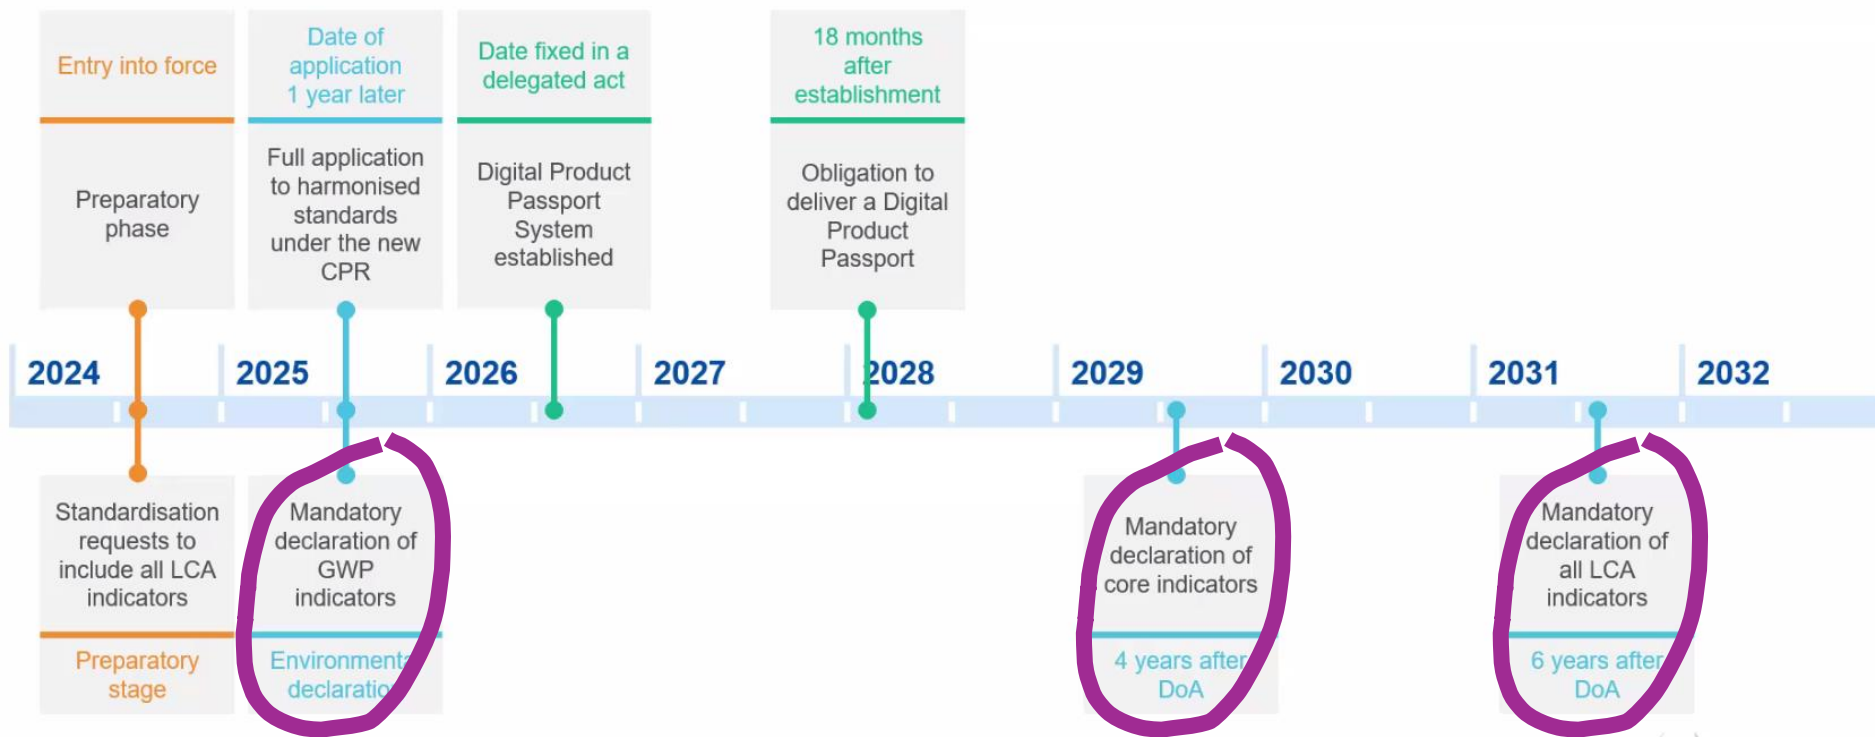 Entry into force
Date of
application
1 year later
Date fixed in a
delegated act
18 months
after
establishment
Preparatory
phase
Full application
to harmonised
standards
under the new
CPR
Digital Product
Passport
System
established
Obligation to
deliver a Digital
Product
Passport
2024
2025
2026
2027
2028
2029
2030
2031
2032
Standardisation
requests to
include all LCA
indicators
Mandatory
declaration of
GWP
indicators
Mandatory
declaration of
core indicators
Mandatory
declaration of
all LCA
indicators
Preparatory
stage
Environmenta
declaratio
4 years after
DoA
6 years after
DoA